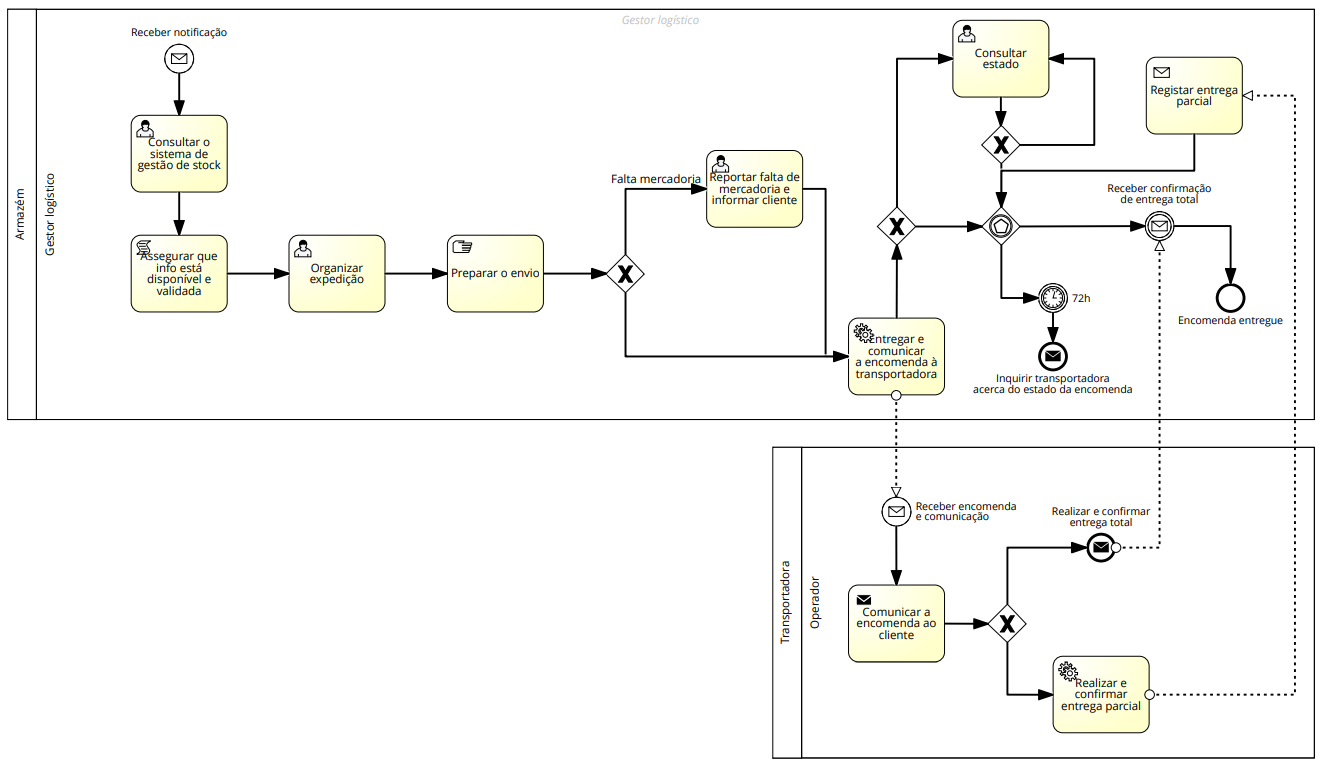 Gestor logístico
Armazém
Gestor logístico
Receber notificação
Consultar o
sistema de
gestão de stock
Assegurar que
info está
disponível e
validada
Organizar
expedição
Preparar o envio
Falta mercadoria
Reportar falta de
mercadoria e
informar cliente
Entregar e
comunicar
a encomenda à
transportadora
Consultar
estado
Registar entrega
parcial
Receber confirmação
de entrega total
72h
Inquirir transportadora
acerca do estado da encomenda
Encomenda entregue
Transportadora
Operador
Receber encomenda
e comunicação
Comunicar a
encomenda ao
cliente
Realizar e confirmar
entrega total
Realizar e
confirmar
entrega parcial